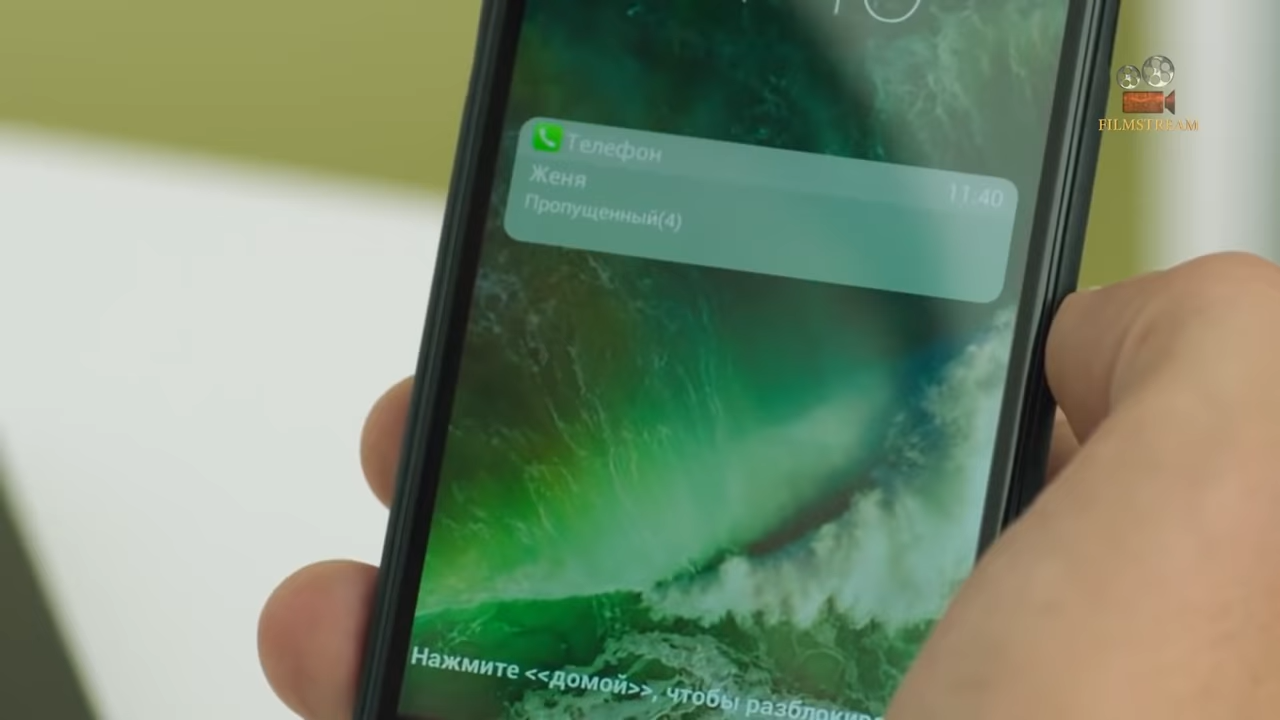 FILMSTREAM
Телефон
Женя
11:40
Пропущенный(4)
Нажмите <<домой>>, чтобы